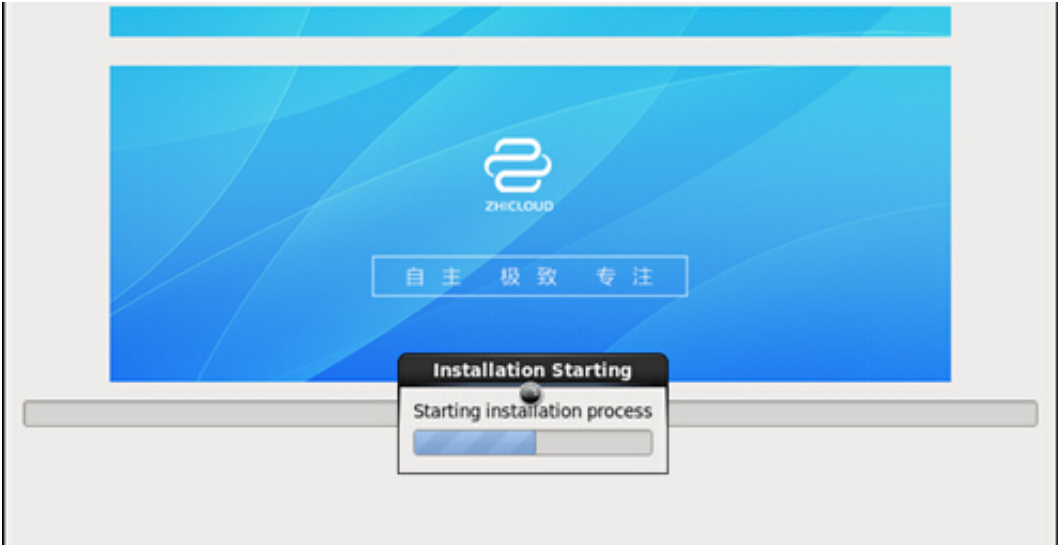 ZHICLOUD
自主 极致 专注
Installation Starting
Starting installation process